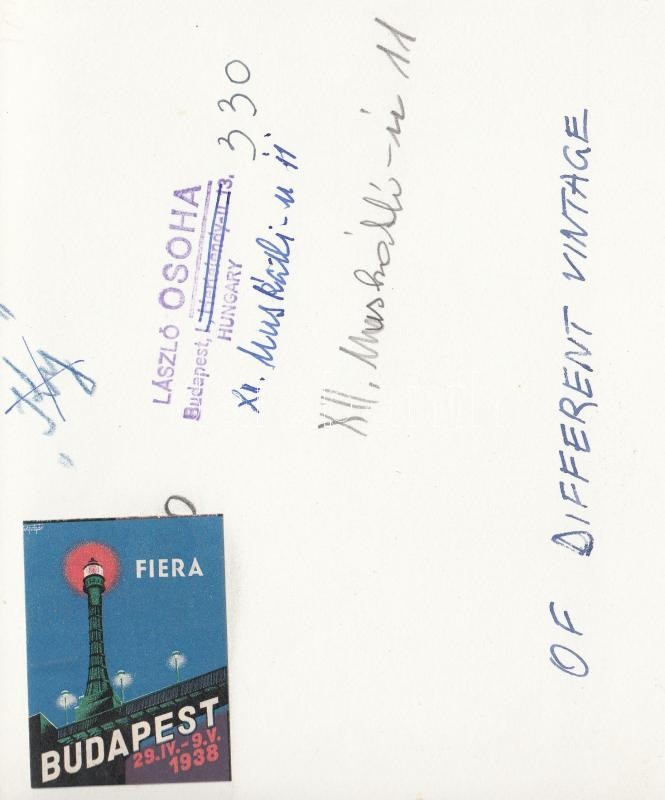 LÁSZLÓ OSOHA
Budapest, I,
HUNGARY
330
XII. Muskátli-u 11
XII, Muskátli-u 11
OF DIFFERENT VINTAGE
FIERA
BUDAPEST
29.IV.-9.V.
1938